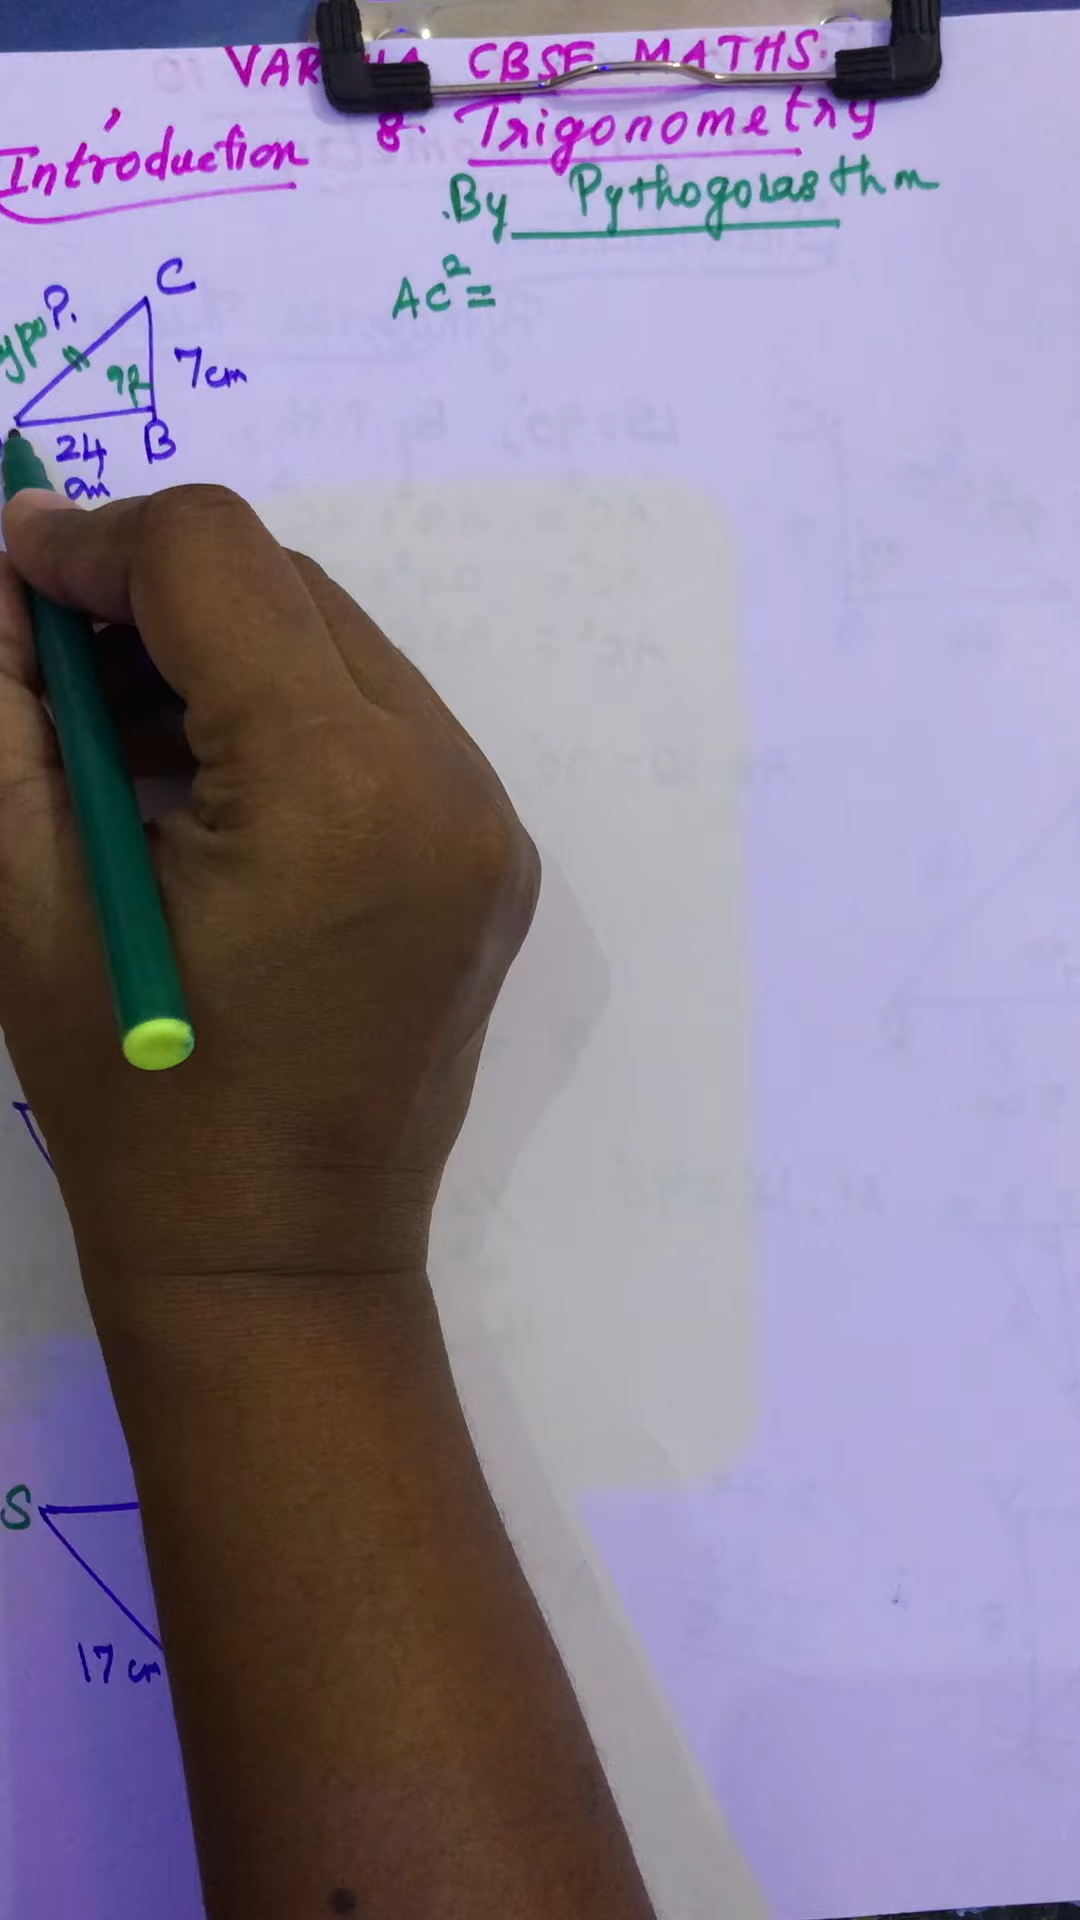 CBSE MATHS
Introduction 8. Trigonometry
By Pythogoras thm
AC²=
C
P.
7cm
24
cm
B
S
17 cm